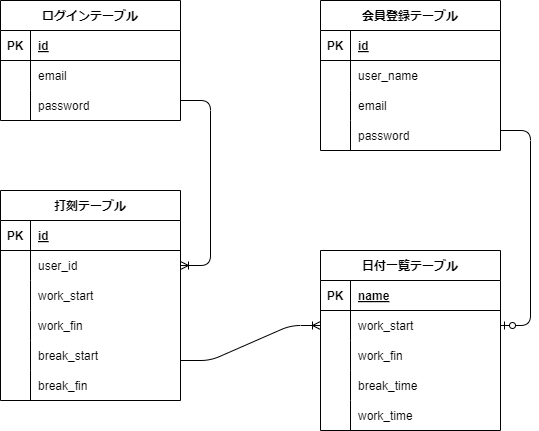 ログインテーブル
PK id
email
password
会員登録テーブル
PK id
user_name
email
password
打刻テーブル
PK id
user_id
work_start
work_fin
break_start
break_fin
日付一覧テーブル
PK name
work_start
work_fin
break_time
work_time